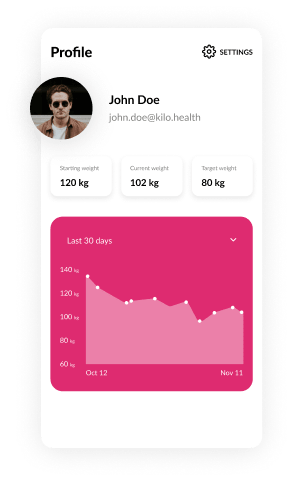 Profile
SETTINGS
John Doe
john.doe@kilo.health
Starting weight
120 kg
Current weight
102 kg
Target weight
80 kg
Last 30 days
140 kg
120 kg
100 kg
80 kg
60 kg
Oct 12
Nov 11